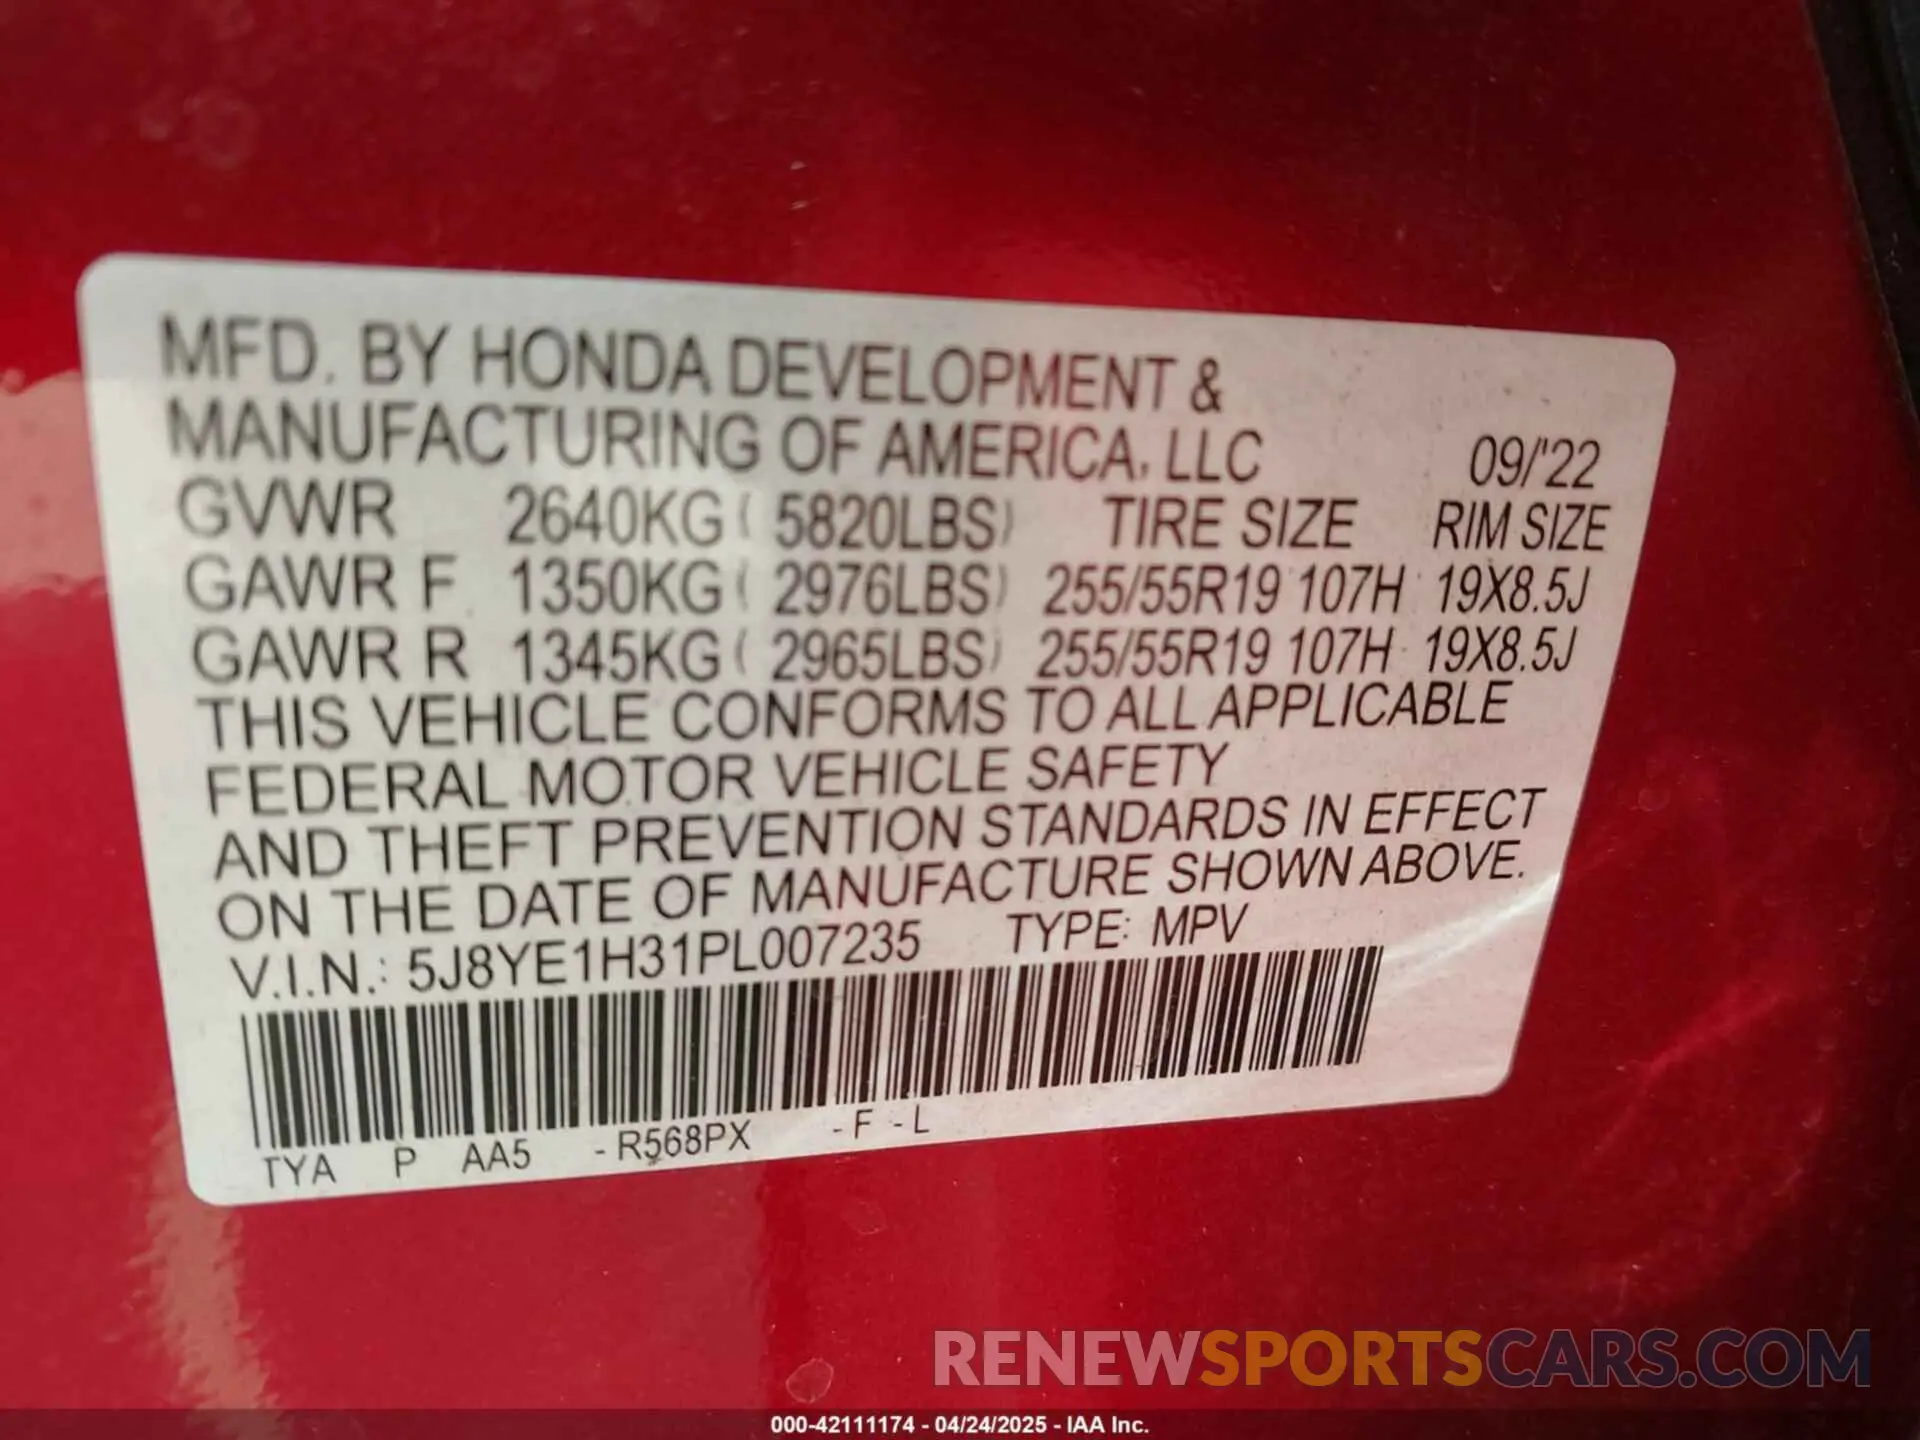 MFD. BY HONDA DEVELOPMENT &
MANUFACTURING OF AMERICA, LLC 09/'22
GVWR 2640KG ( 5820LBS) TIRE SIZE RIM SIZE
GAWR F 1350KG ( 2976LBS) 255/55R19 107H 19X8.5J
GAWR R 1345KG ( 2965LBS) 255/55R19 107H 19X8.5J
THIS VEHICLE CONFORMS TO ALL APPLICABLE
FEDERAL MOTOR VEHICLE SAFETY
AND THEFT PREVENTION STANDARDS IN EFFECT
ON THE DATE OF MANUFACTURE SHOWN ABOVE.
V.I.N.: 5J8YE1H31PL007235 TYPE: MPV
TYA P AA5 - R568PX - F - L
RENEWSPORTSCARS.COM
000-42111174 - 04/24/2025 - IAA Inc.